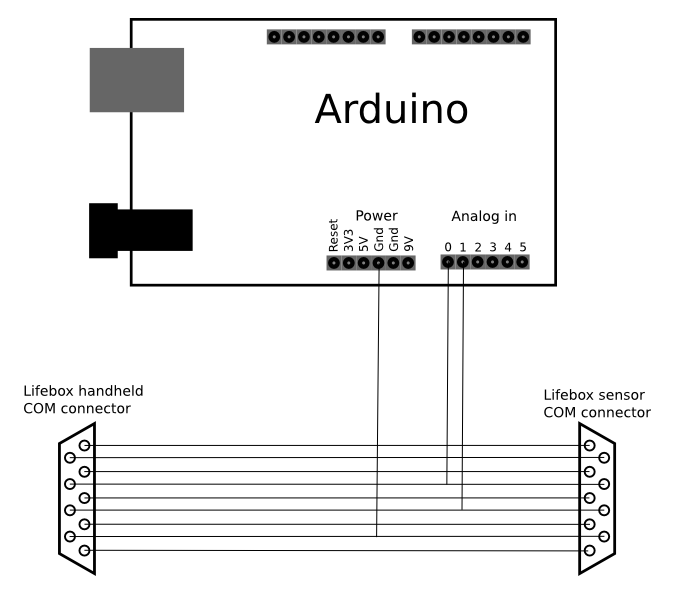 Arduino
Power
Analog in
Reset
3V3
5V
Gnd
Gnd
9V
0 1 2 3 4 5
Lifebox handheld
COM connector
Lifebox sensor
COM connector